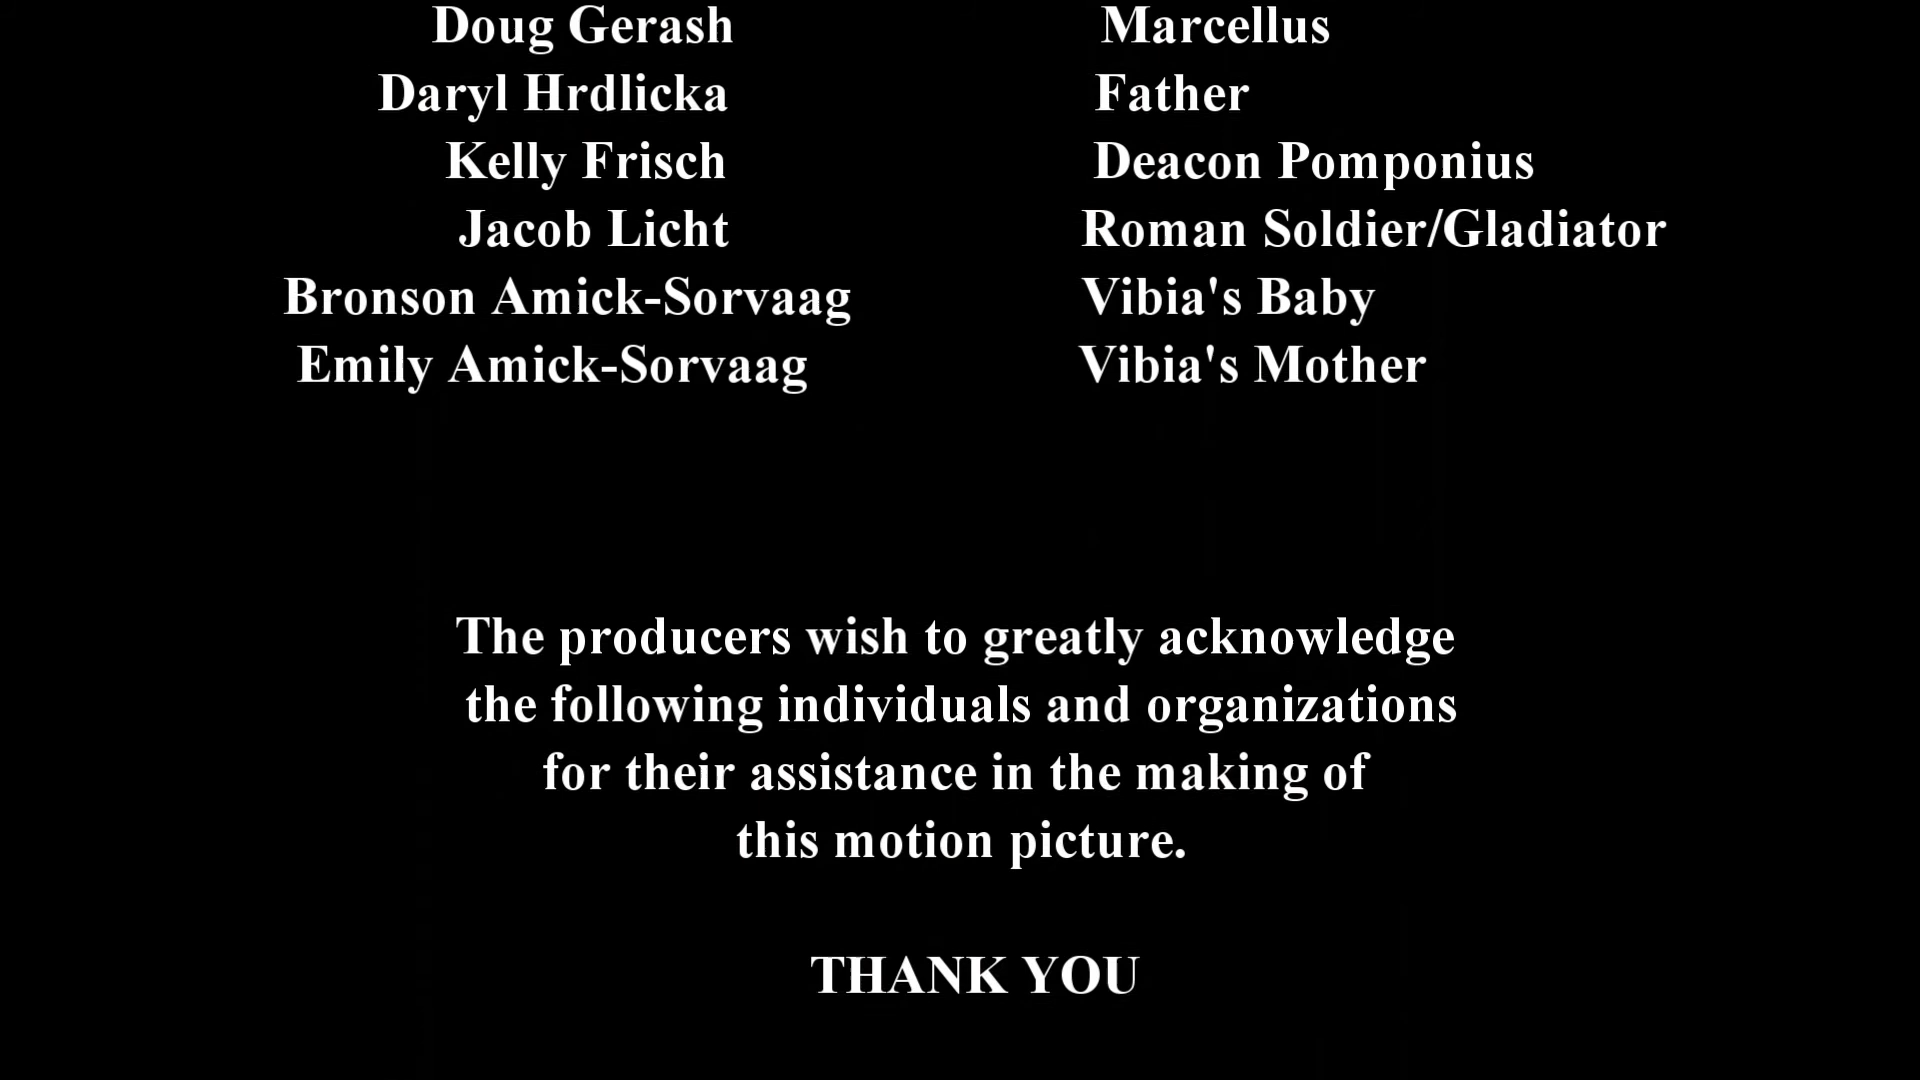 Doug Gerash Marcellus
Daryl Hrdlicka Father
Kelly Frisch Deacon Pomponius
Jacob Licht Roman Soldier/Gladiator
Bronson Amick-Sorvaag Vibia's Baby
Emily Amick-Sorvaag Vibia's Mother
The producers wish to greatly acknowledge
the following individuals and organizations
for their assistance in the making of
this motion picture.
THANK YOU